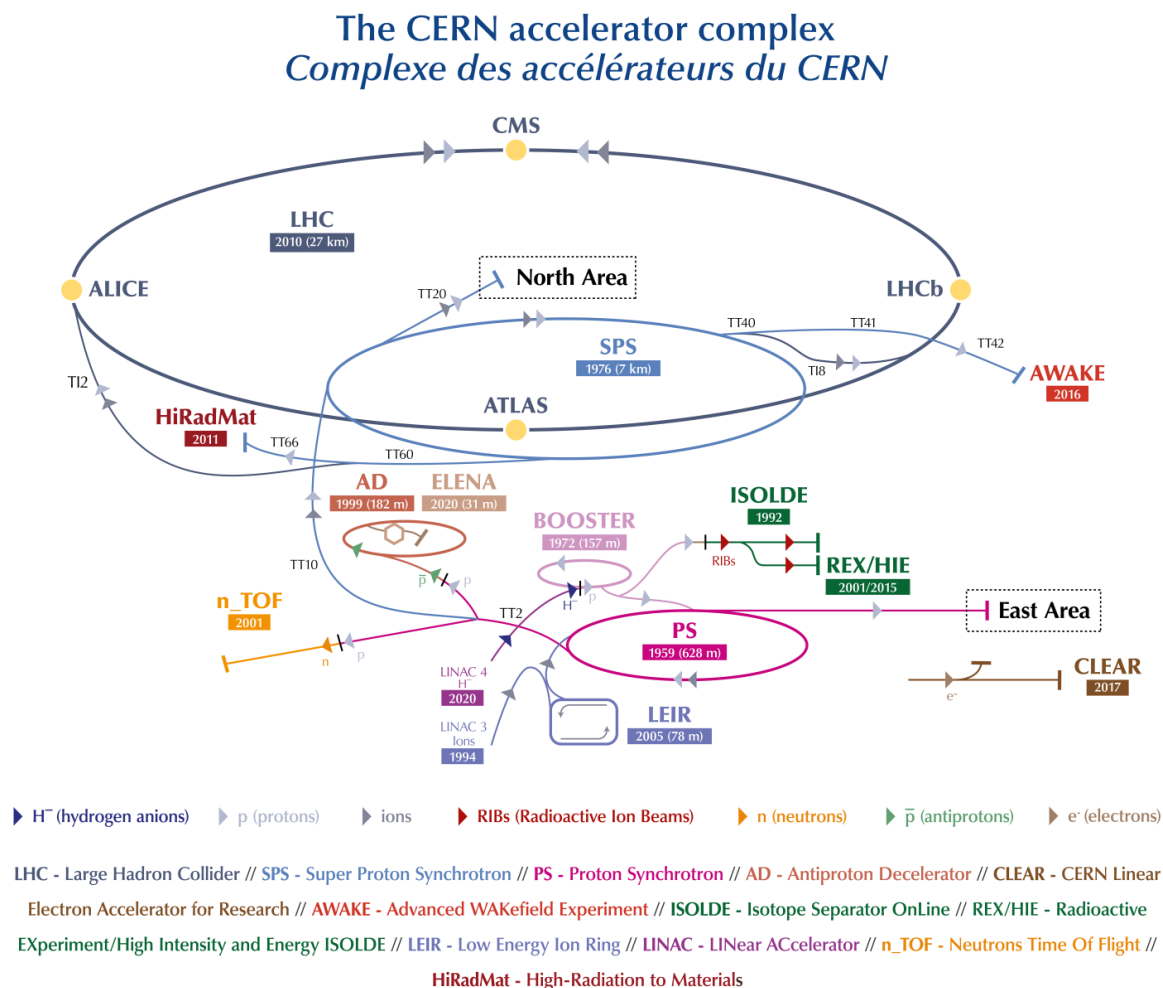 The CERN accelerator complex
Complexe des accélérateurs du CERN
CMS
LHC
2010 (27 km)
North Area
ALICE
LHCb
TT20
TT40
TT41
SPS
1976 (7 km)
TT42
TI8
TI2
AWAKE
2016
HiRadMat
2011
ATLAS
TT66
TT60
AD
1999 (182 m)
ELENA
2020 (31 m)
ISOLDE
1992
BOOSTER
1972 (157 m)
RIBs
REX/HIE
2001/2015
TT10
p̅
p
H⁻
p
n_TOF
2001
TT2
East Area
PS
1959 (628 m)
n
p
LINAC 4
H⁻
2020
CLEAR
2017
e⁻
LINAC 3
Ions
1994
LEIR
2005 (78 m)
H⁻ (hydrogen anions)
p (protons)
ions
RIBs (Radioactive Ion Beams)
n (neutrons)
p̅ (antiprotons)
e⁻ (electrons)
LHC - Large Hadron Collider // SPS - Super Proton Synchrotron // PS - Proton Synchrotron // AD - Antiproton Decelerator // CLEAR - CERN Linear
Electron Accelerator for Research // AWAKE - Advanced WAKefield Experiment // ISOLDE - Isotope Separator OnLine // REX/HIE - Radioactive
EXperiment/High Intensity and Energy ISOLDE // LEIR - Low Energy Ion Ring // LINAC - LINear ACcelerator // n_TOF - Neutrons Time Of Flight //
HiRadMat - High-Radiation to Materials